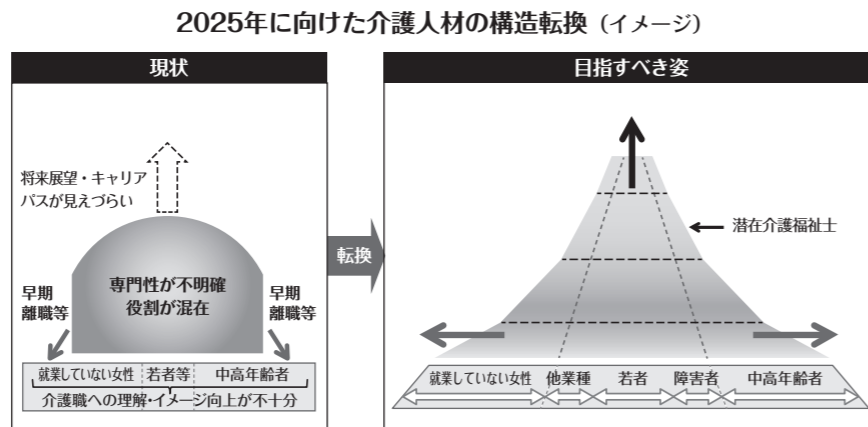 2025年に向けた介護人材の構造転換（イメージ）
現状
将来展望・キャリア
パスが見えづらい
専門性が不明確
役割が混在
早期
離職等
早期
離職等
就業していない女性 若者等 中高年齢者
介護職への理解・イメージ向上が不十分
転換
目指すべき姿
潜在介護福祉士
就業していない女性 他業種 若者 障害者 中高年齢者